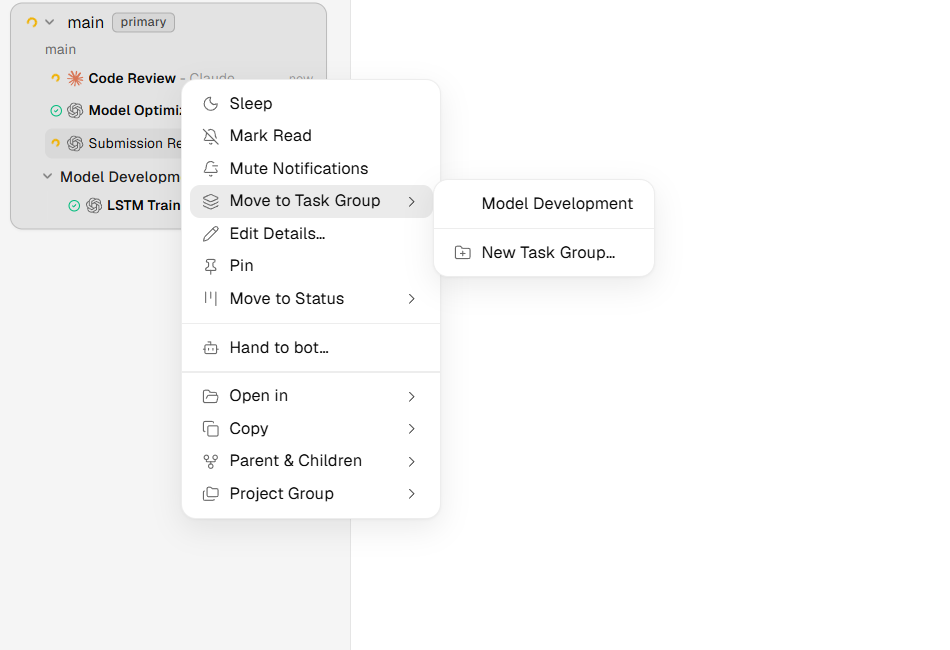 main primary
main
Code Review - Claude now
Model Optimi
Submission Re
Model Developm
LSTM Train
Sleep
Mark Read
Mute Notifications
Move to Task Group
Edit Details...
Pin
Move to Status
Hand to bot...
Open in
Copy
Parent & Children
Project Group
Model Development
New Task Group...